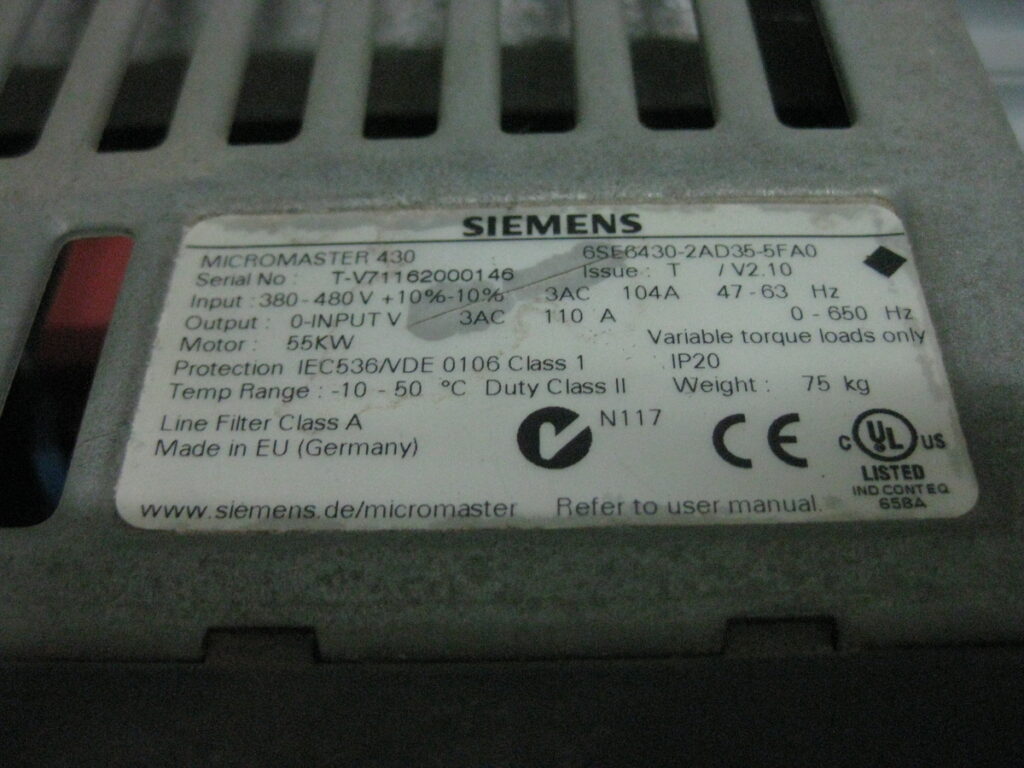 SIEMENS
MICROMASTER 430 6SE6430-2AD35-5FA0
Serial No : T-V71162000146 Issue : T / V2.10
Input : 380-480 V +10%-10% 3AC 104A 47-63 Hz
Output : 0-INPUT V 3AC 110 A 0 - 650 Hz
Motor : 55KW Variable torque loads only
Protection IEC536/VDE 0106 Class 1 IP20
Temp Range : -10 - 50 °C Duty Class II Weight : 75 kg
Line Filter Class A N117 CE C UL US
Made in EU (Germany) LISTED
IND CONT EQ
658A
www.siemens.de/micromaster Refer to user manual.